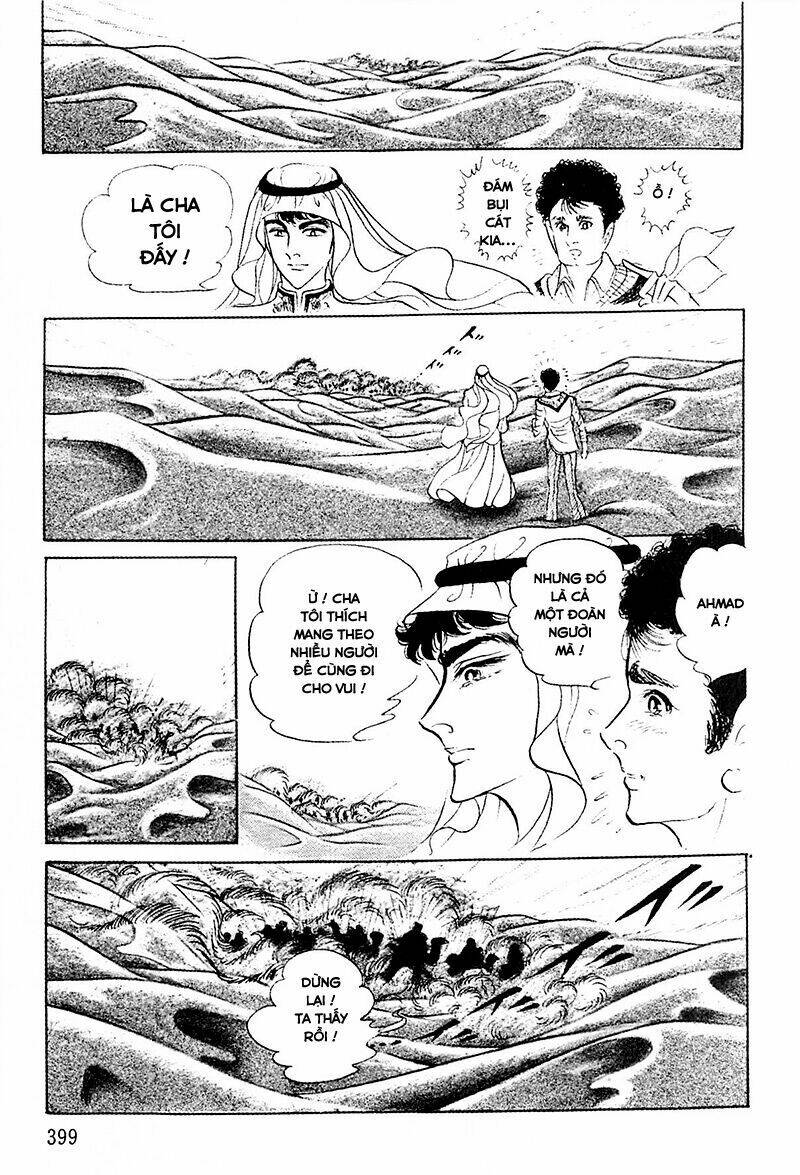 Ồ !
ĐÁM
BỤI
CÁT
KIA...
LÀ CHA
TÔI
ĐẤY !
AHMAD
À !
NHƯNG ĐÓ
LÀ CẢ
MỘT ĐOÀN
NGƯỜI
MÀ !
Ừ ! CHA
TÔI THÍCH
MANG THEO
NHIỀU NGƯỜI
ĐỂ CÙNG ĐI
CHO VUI !
DỪNG
LẠI !
TA THẤY
RỒI !
399